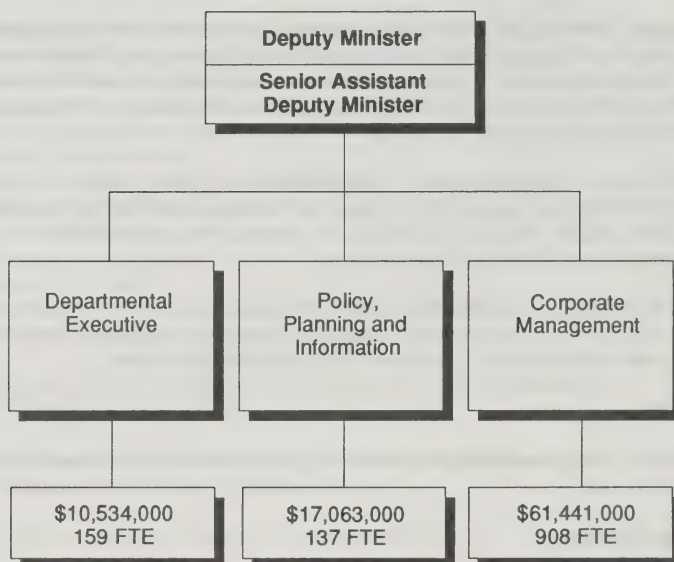 Deputy Minister
Senior Assistant
Deputy Minister
Departmental
Executive
Policy,
Planning and
Information
Corporate
Management
$10,534,000
159 FTE
$17,063,000
137 FTE
$61,441,000
908 FTE